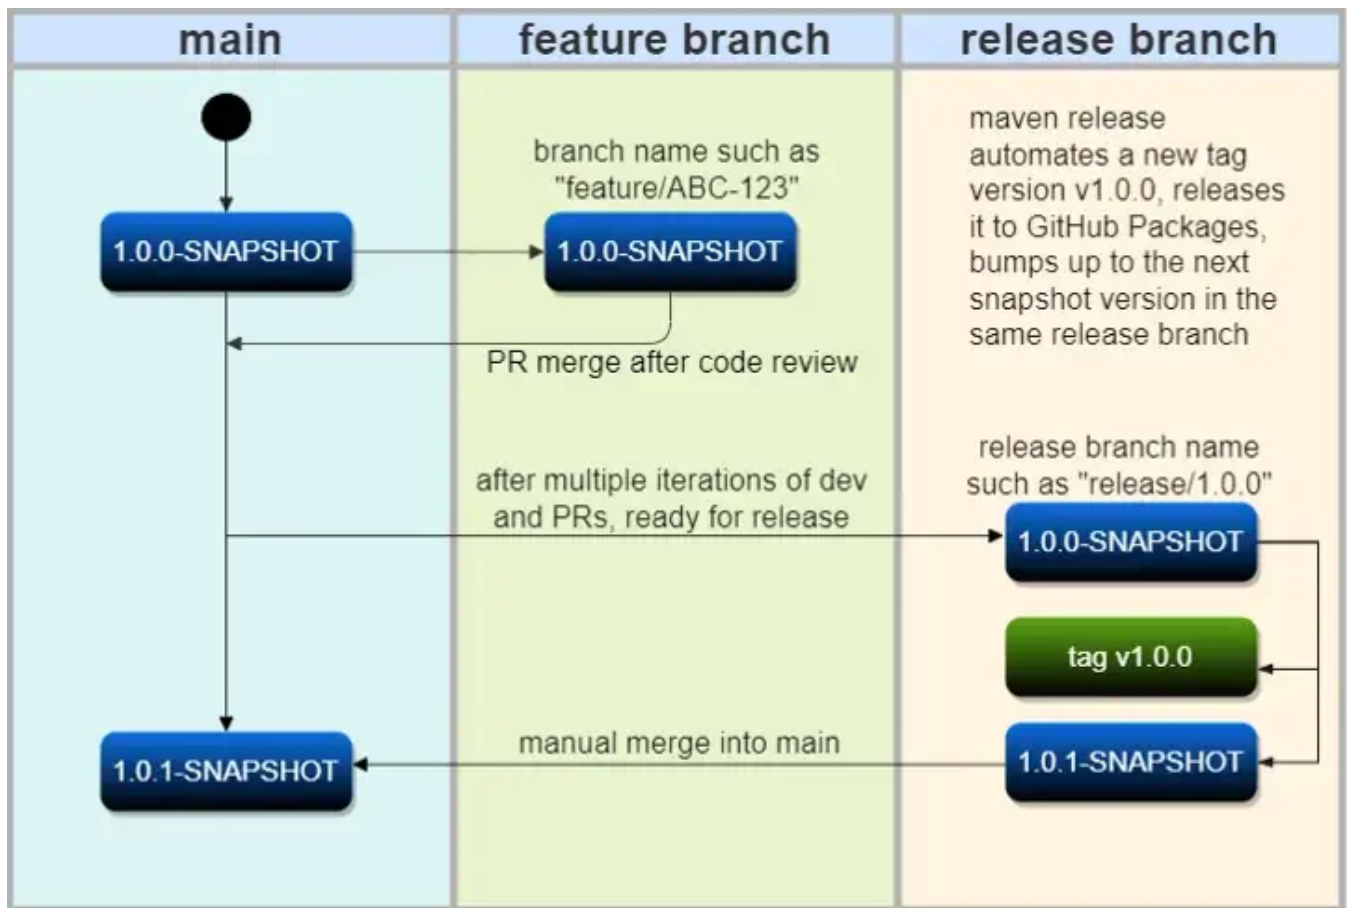 main
feature branch
release branch
branch name such as
"feature/ABC-123"
maven release
automates a new tag
version v1.0.0, releases
it to GitHub Packages,
bumps up to the next
snapshot version in the
same release branch
1.0.0-SNAPSHOT
1.0.0-SNAPSHOT
PR merge after code review
after multiple iterations of dev
and PRs, ready for release
release branch name
such as "release/1.0.0"
1.0.0-SNAPSHOT
tag v1.0.0
manual merge into main
1.0.1-SNAPSHOT
1.0.1-SNAPSHOT